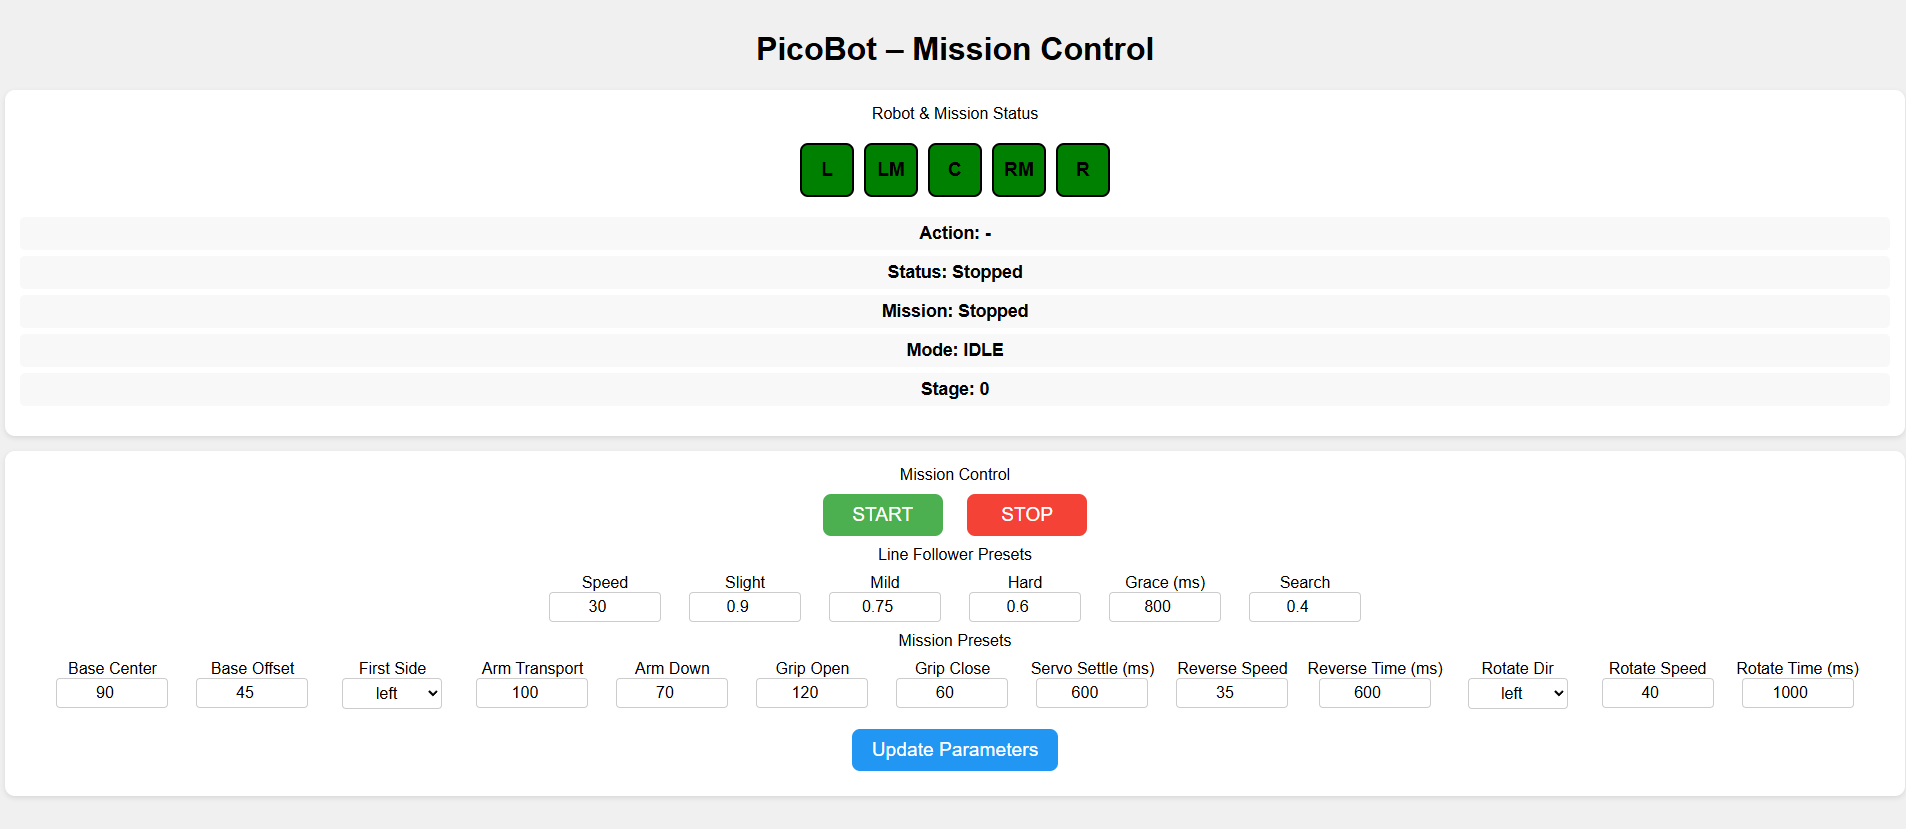 PicoBot – Mission Control
Robot & Mission Status
L LM C RM R
Action: -
Status: Stopped
Mission: Stopped
Mode: IDLE
Stage: 0
Mission Control
START STOP
Line Follower Presets
Speed Slight Mild Hard Grace (ms) Search
30 0.9 0.75 0.6 800 0.4
Mission Presets
Base Center Base Offset First Side Arm Transport Arm Down Grip Open Grip Close Servo Settle (ms) Reverse Speed Reverse Time (ms) Rotate Dir Rotate Speed Rotate Time (ms)
90 45 left 100 70 120 60 600 35 600 left 40 1000
Update Parameters